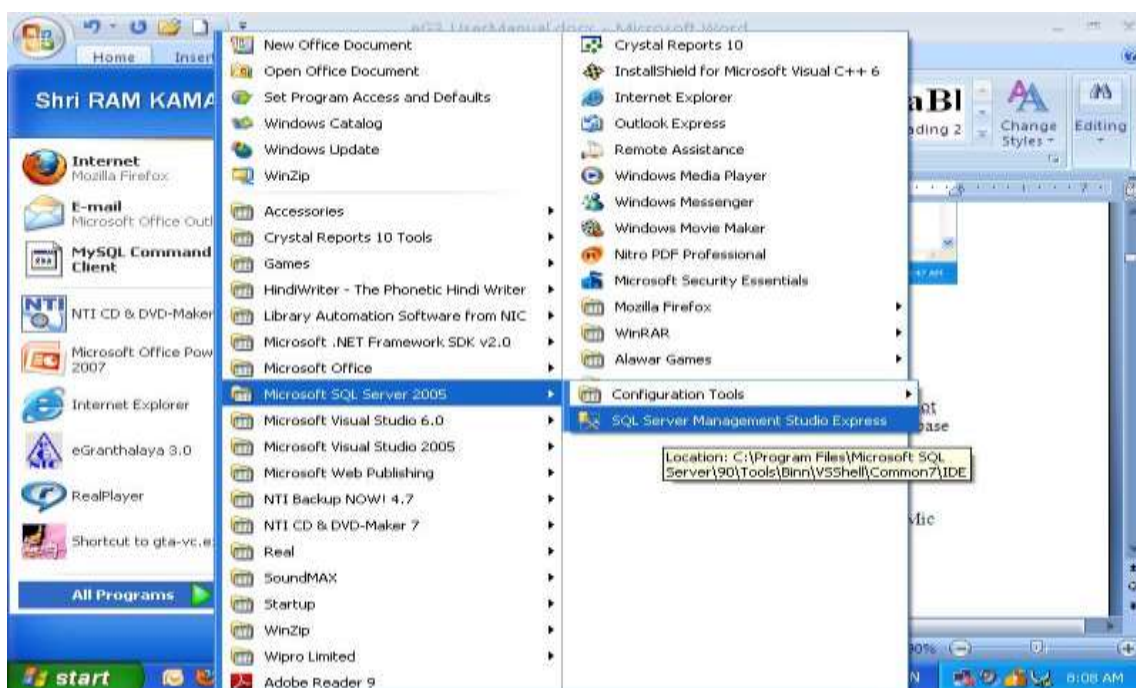 eG3 UserManual.docx - Microsoft Word
Home Inser
aBl
ading 2
Change Styles
Editing
Shri RAM KAMA
Internet
Mozilla Firefox
E-mail
Microsoft Office Outl
MySQL Command
Client
NTI CD & DVD-Maker
Microsoft Office Pow
2007
Internet Explorer
eGranthalaya 3.0
RealPlayer
Shortcut to gta-vc.e
All Programs
New Office Document
Open Office Document
Set Program Access and Defaults
Windows Catalog
Windows Update
WinZip
Accessories
Crystal Reports 10 Tools
Games
HindiWriter - The Phonetic Hindi Writer
Library Automation Software from NIC
Microsoft .NET Framework SDK v2.0
Microsoft Office
Microsoft SQL Server 2005
Microsoft Visual Studio 6.0
Microsoft Visual Studio 2005
Microsoft Web Publishing
NTI Backup NOW! 4.7
NTI CD & DVD-Maker 7
Real
SoundMAX
Startup
WinZip
Wipro Limited
Adobe Reader 9
Crystal Reports 10
InstallShield for Microsoft Visual C++ 6
Internet Explorer
Outlook Express
Remote Assistance
Windows Media Player
Windows Messenger
Windows Movie Maker
Nitro PDF Professional
Microsoft Security Essentials
Mozilla Firefox
WinRAR
Alawar Games
Configuration Tools
SQL Server Management Studio Express
Location: C:\Program Files\Microsoft SQL
Server\90\Tools\Binn\VSShell\Common7\IDE
Mic
start
8:08 AM